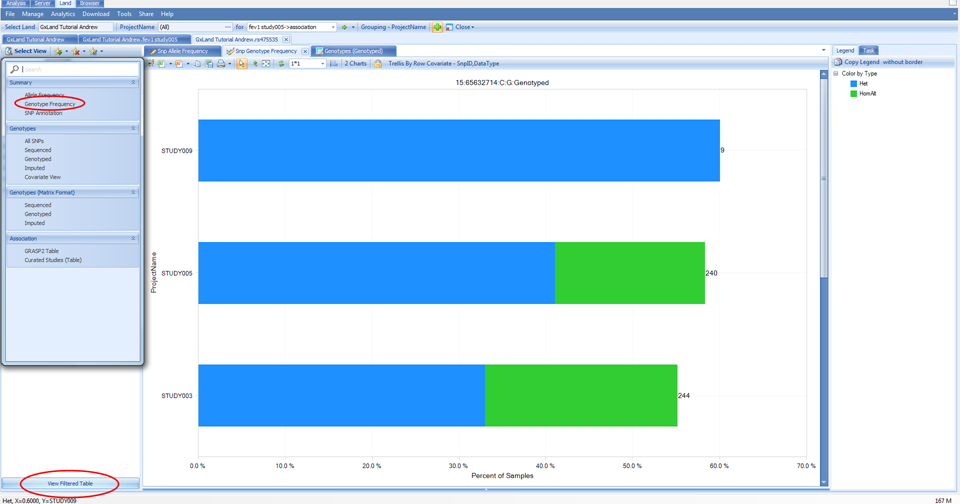 Analysis Server Land Browser
File View Manage Analytics Download Tools Share Help
Select Land: GxLand Tutorial Andrew ProjectName (All) for fev1:study005->association Grouping - ProjectName Close
GxLand Tutorial Andrew GxLand Tutorial Andrew.fev1 study005 GxLand Tutorial Andrew.rs475535
Select View Snp Allele Frequency Snp Genotype Frequency Genotypes (Genotyped) Legend Task
1*1 2 Charts Trellis By Row Covariate - SnpID,DataType Copy Legend without border
Search
Summary
Allele Frequency
Genotype Frequency
SNP Annotation
Genotypes
All SNPs
Sequenced
Genotyped
Imputed
Covariate View
Genotypes (Matrix Format)
Sequenced
Genotyped
Imputed
Association
GRASP2 Table
Curated Studies (Table)
View Filtered Table
15:65632714:C:G:Genotyped
ProjectName
STUDY009
9
STUDY005
240
STUDY003
244
0.0 % 10.0 % 20.0 % 30.0 % 40.0 % 50.0 % 60.0 % 70.0 %
Percent of Samples
Color by Type
Het
HomAlt
Het, X=0.6000, Y=STUDY009
167 M